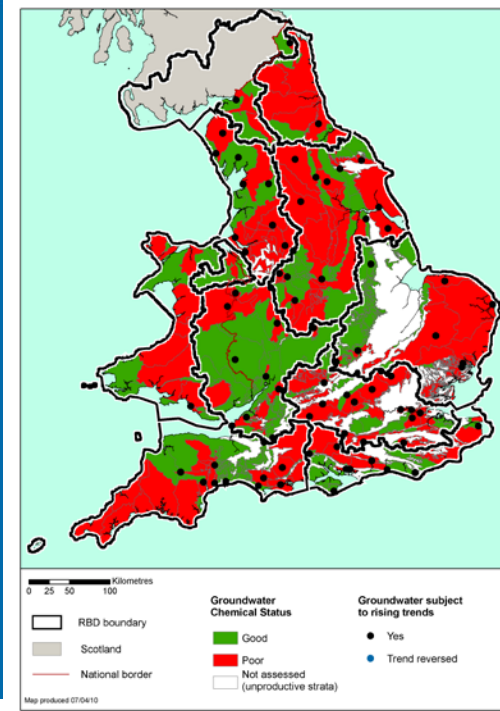 Kilometres
0 25 50 100
RBD boundary
Scotland
National border
Map produced 07/04/10
Groundwater
Chemical Status
Good
Poor
Not assessed
(unproductive strata)
Groundwater subject
to rising trends
Yes
Trend reversed